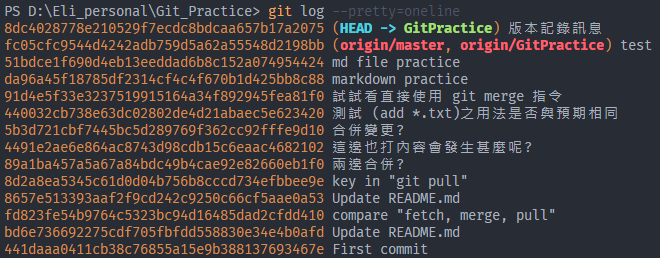 PS D:\Eli_personal\Git_Practice> git log --pretty=oneline
8dc4028778e210529f7ecdc8bdcaa657b17a2075 (HEAD -> GitPractice) 版本記錄訊息
fc05cfc9544d4242adb759d5a62a55548d2198bb (origin/master, origin/GitPractice) test
51bdce1f690d4eb13eeddad6b8c152a074954424 md file practice
da96a45f18785df2314cf4c4f670b1d425bb8c88 markdown practice
91d4e5f33e3237519915164a34f892945fea81f0 試試看直接使用 git merge 指令
440032cb738e63dc02802de4d21abaec5e623420 測試 (add *.txt)之用法是否與預期相同
5b3d721cbf7445bc5d289769f362cc92fffe9d10 合併變更?
4491e2ae6e864ac8743d98cdb15c6eaac4682102 這邊也打內容會發生甚麼呢?
89a1ba457a5a67a84bdc49b4cae92e82660eb1f0 兩邊合併?
8d2a8ea5345c61d0d04b756b8cccd734efbbee9e key in "git pull"
8657e513393aaf2f9cd242c9250c66cf5aae0a53 Update README.md
fd823fe54b9764c5323bc94d16485dad2cfdd410 compare "fetch, merge, pull"
bd6e736692275cdf705fbfdd558830e34e4b0afd Update README.md
441daaa0411cb38c76855a15e9b388137693467e First commit